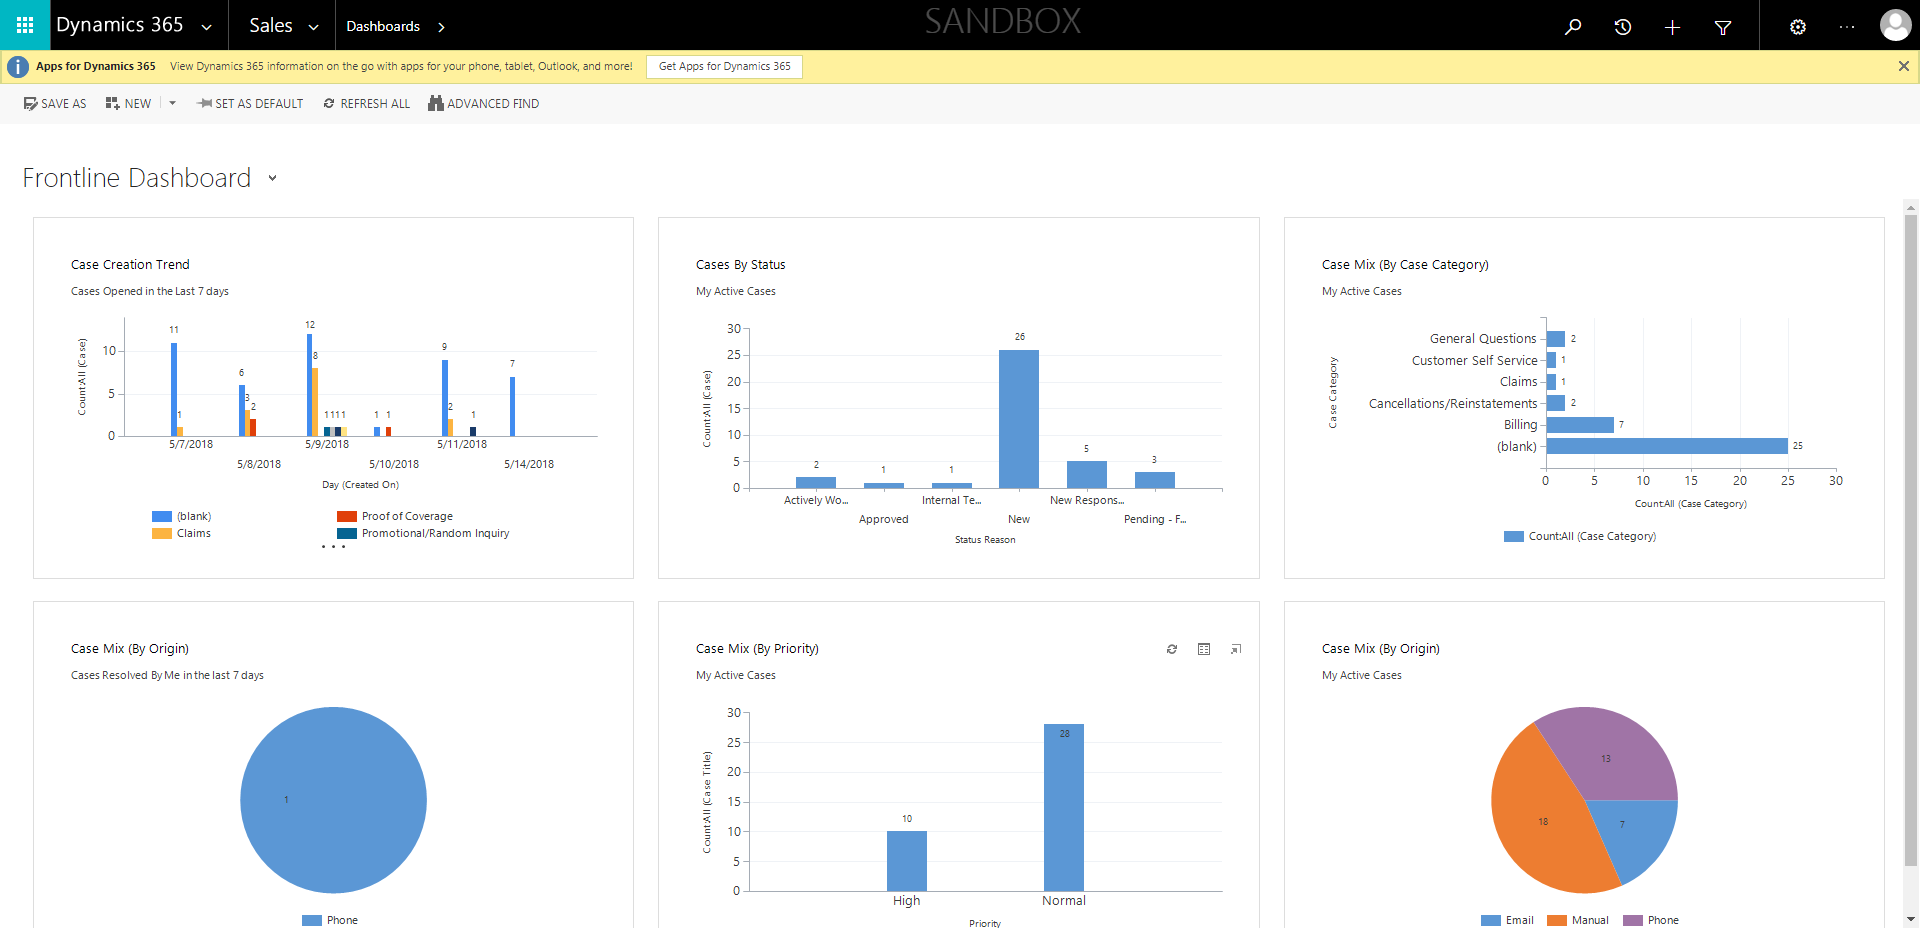 Dynamics 365 Sales Dashboards SANDBOX
Apps for Dynamics 365 View Dynamics 365 information on the go with apps for your phone, tablet, Outlook, and more! Get Apps for Dynamics 365
SAVE AS NEW SET AS DEFAULT REFRESH ALL ADVANCED FIND
Frontline Dashboard
Case Creation Trend
Cases Opened in the Last 7 days
Count:All (Case)
10
5
0
11
1
6
3
2
12
8
1 1 1 1
1 1
9
2
1
7
5/7/2018 5/9/2018 5/11/2018
5/8/2018 5/10/2018 5/14/2018
Day (Created On)
(blank) Proof of Coverage
Claims Promotional/Random Inquiry
...
Cases By Status
My Active Cases
Count:All (Case)
30
25
20
15
10
5
0
2
1
1
26
5
3
Actively Wo... Internal Te... New Respons...
Approved New Pending - F...
Status Reason
Case Mix (By Case Category)
My Active Cases
Case Category
General Questions 2
Customer Self Service 1
Claims 1
Cancellations/Reinstatements 2
Billing 7
(blank) 25
0 5 10 15 20 25 30
Count:All (Case Category)
Count:All (Case Category)
Case Mix (By Origin)
Cases Resolved By Me in the last 7 days
1
Phone
Case Mix (By Priority)
My Active Cases
Count:All (Case Title)
30
25
20
15
10
5
0
10
28
High Normal
Priority
Case Mix (By Origin)
My Active Cases
13
18
7
Email Manual Phone